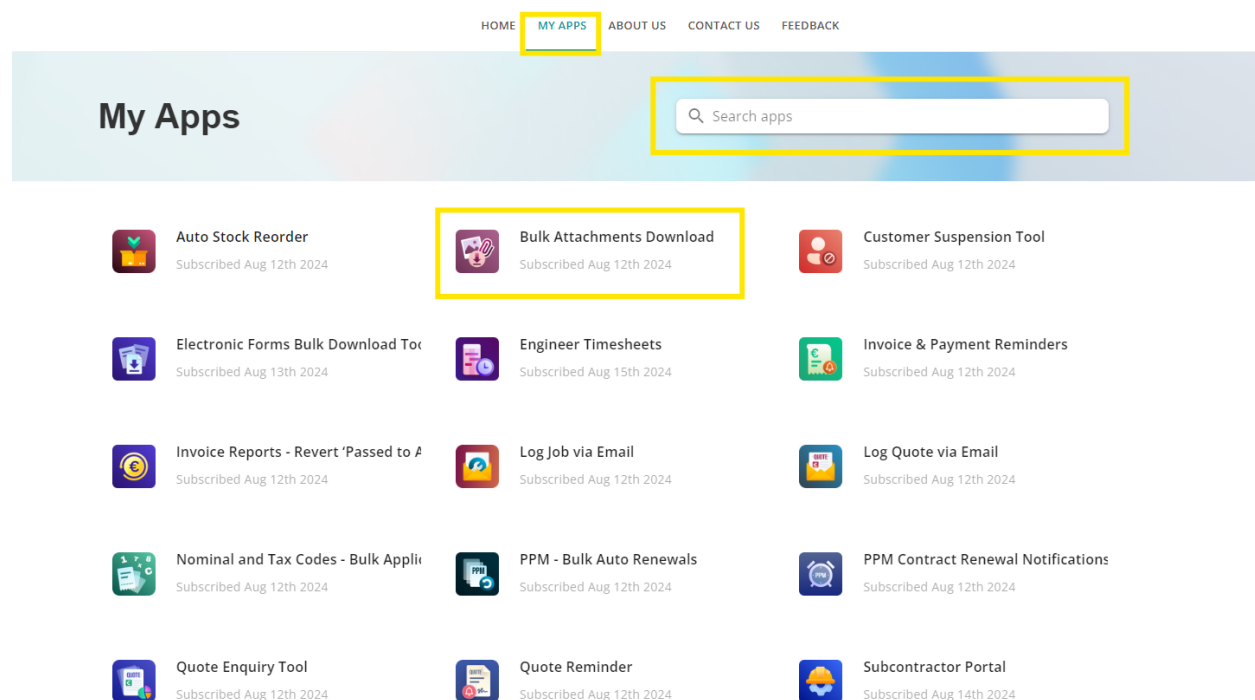 HOME MY APPS ABOUT US CONTACT US FEEDBACK
My Apps
Search apps
Auto Stock Reorder
Subscribed Aug 12th 2024
Bulk Attachments Download
Subscribed Aug 12th 2024
Customer Suspension Tool
Subscribed Aug 12th 2024
Electronic Forms Bulk Download Too
Subscribed Aug 13th 2024
Engineer Timesheets
Subscribed Aug 15th 2024
Invoice & Payment Reminders
Subscribed Aug 12th 2024
Invoice Reports - Revert ‘Passed to A
Subscribed Aug 12th 2024
Log Job via Email
Subscribed Aug 12th 2024
Log Quote via Email
Subscribed Aug 12th 2024
Nominal and Tax Codes - Bulk Applic
Subscribed Aug 12th 2024
PPM - Bulk Auto Renewals
Subscribed Aug 12th 2024
PPM Contract Renewal Notifications
Subscribed Aug 12th 2024
Quote Enquiry Tool
Subscribed Aug 12th 2024
Quote Reminder
Subscribed Aug 12th 2024
Subcontractor Portal
Subscribed Aug 14th 2024